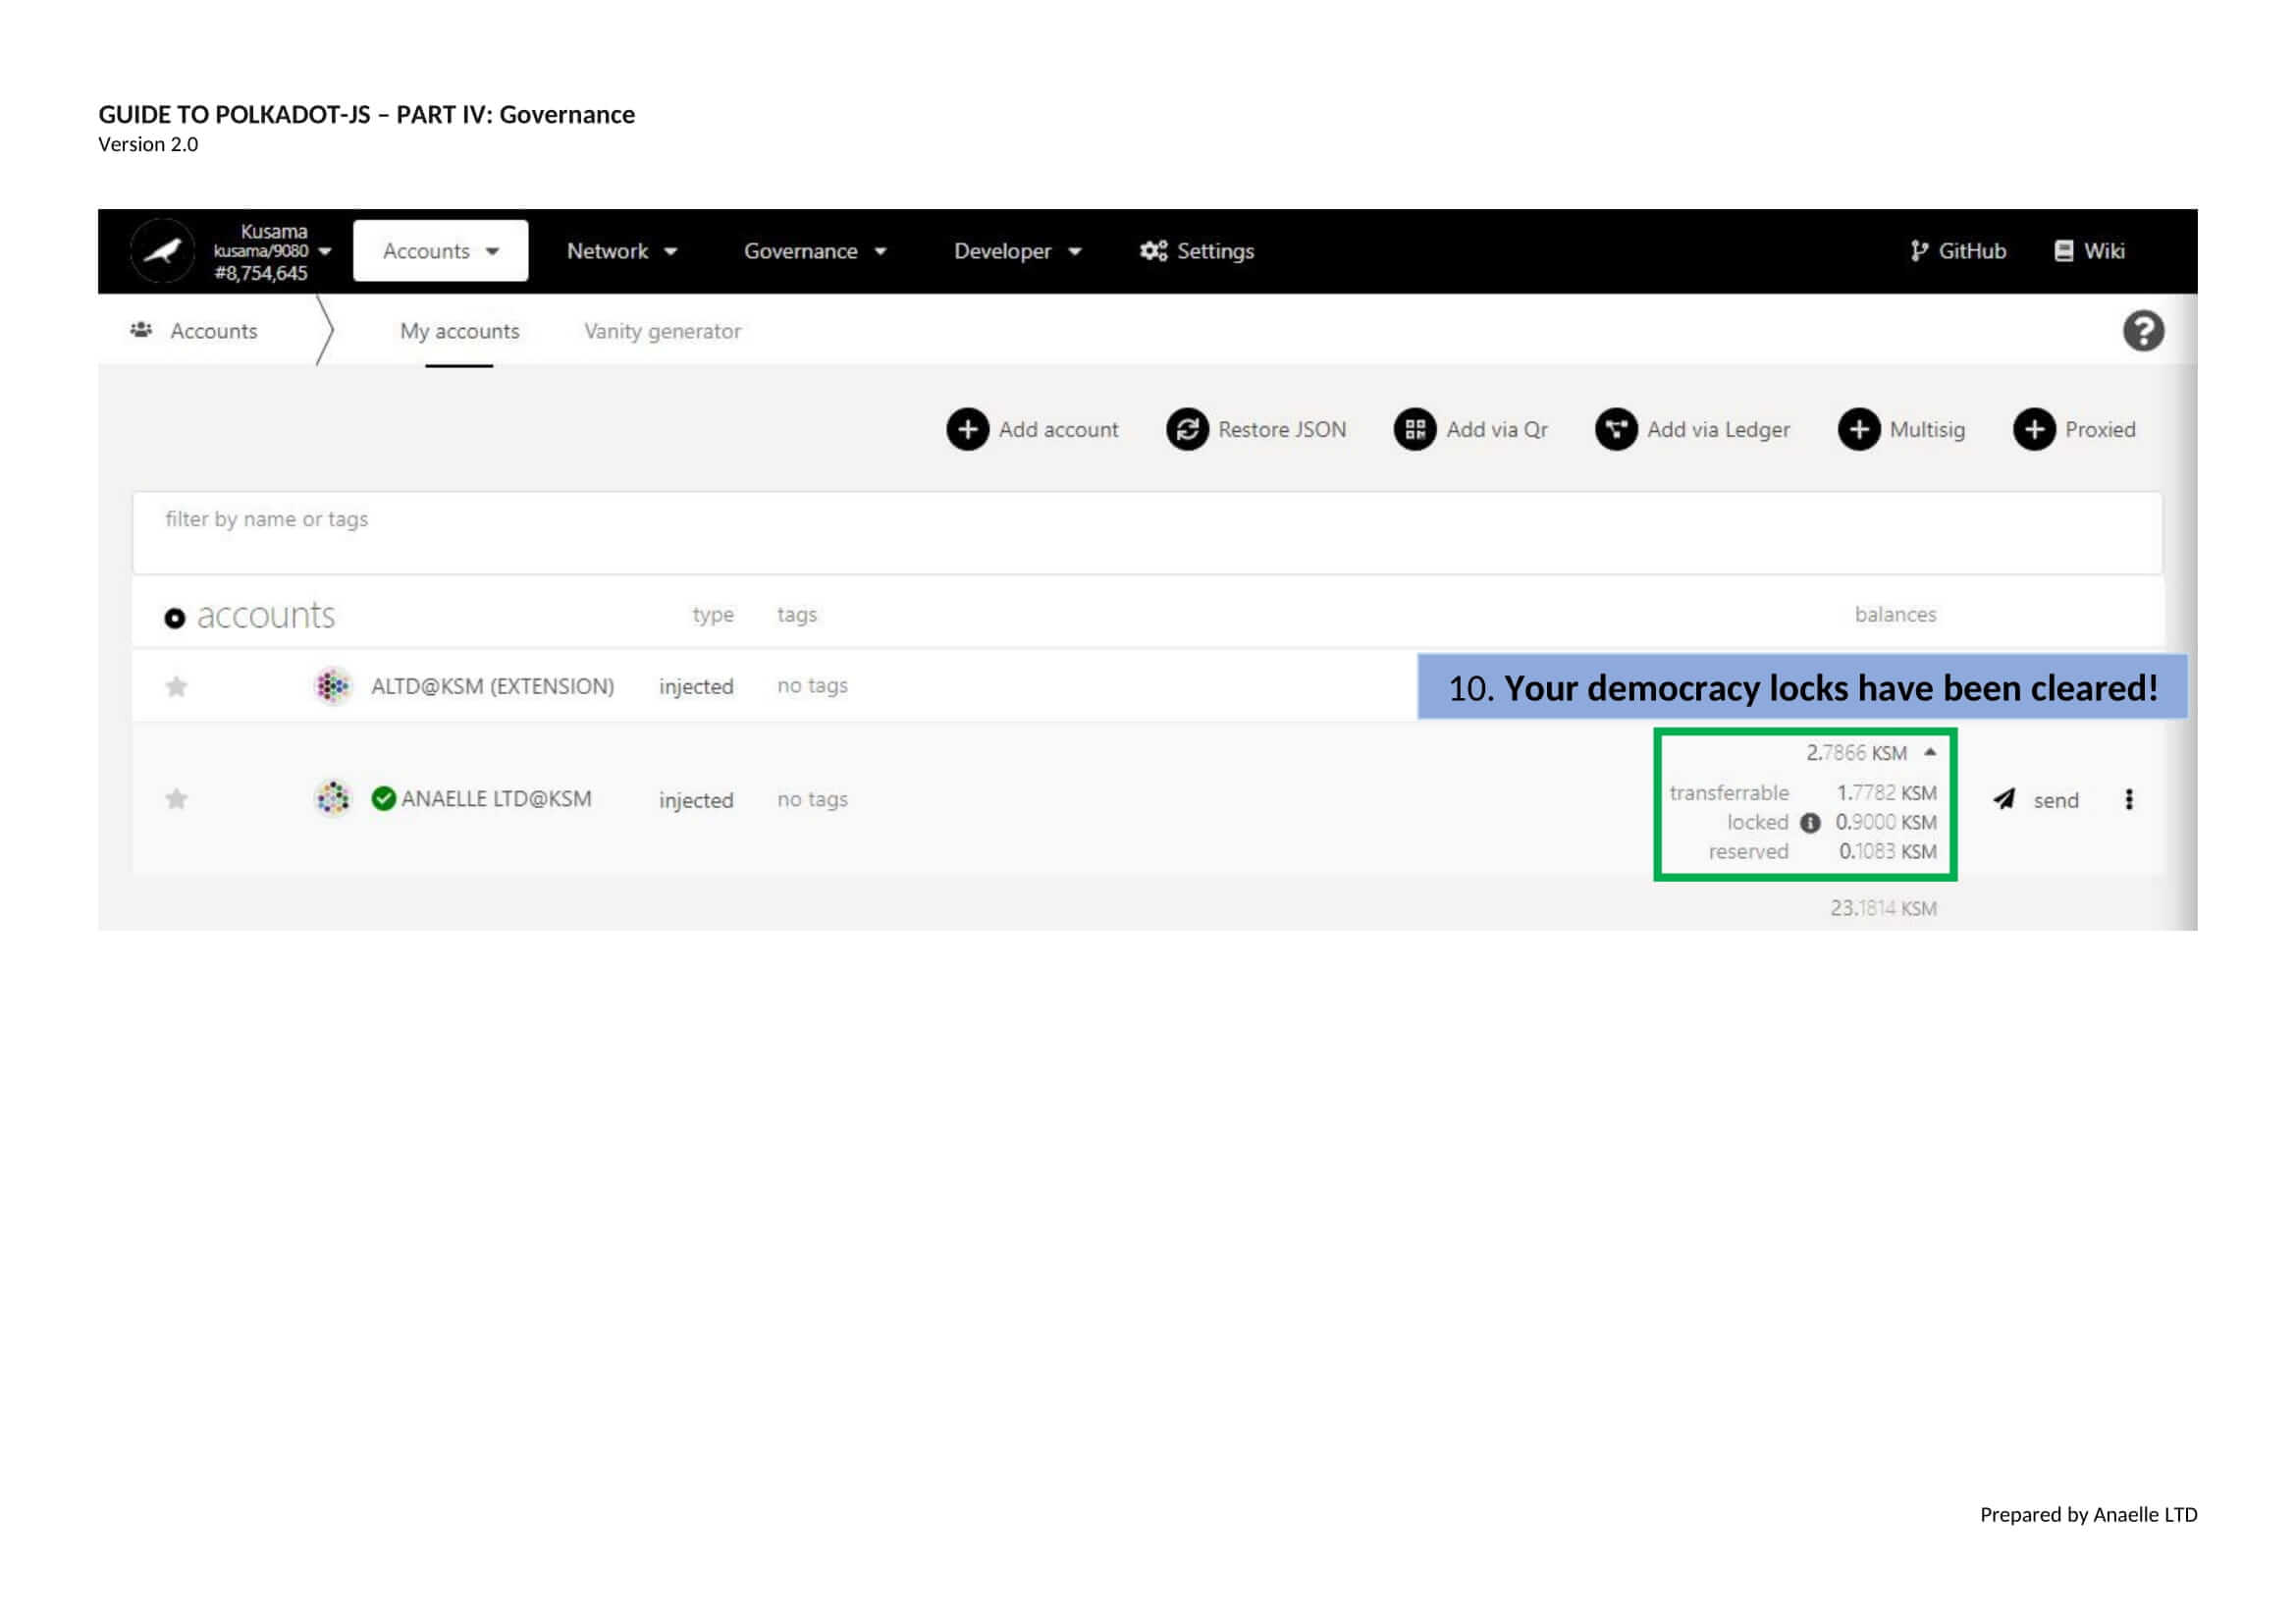 GUIDE TO POLKADOT-JS – PART IV: Governance
Version 2.0
Kusama
kusama/9080
#8,754,645
Accounts
Network
Governance
Developer
Settings
GitHub
Wiki
Accounts
My accounts
Vanity generator
Add account
Restore JSON
Add via Qr
Add via Ledger
Multisig
Proxied
filter by name or tags
accounts
type
tags
balances
ALTD@KSM (EXTENSION)
injected
no tags
10. Your democracy locks have been cleared!
2.7866 KSM
ANAELLE LTD@KSM
injected
no tags
transferrable 1.7782 KSM
locked 0.9000 KSM
reserved 0.1083 KSM
send
23.1814 KSM
Prepared by Anaelle LTD